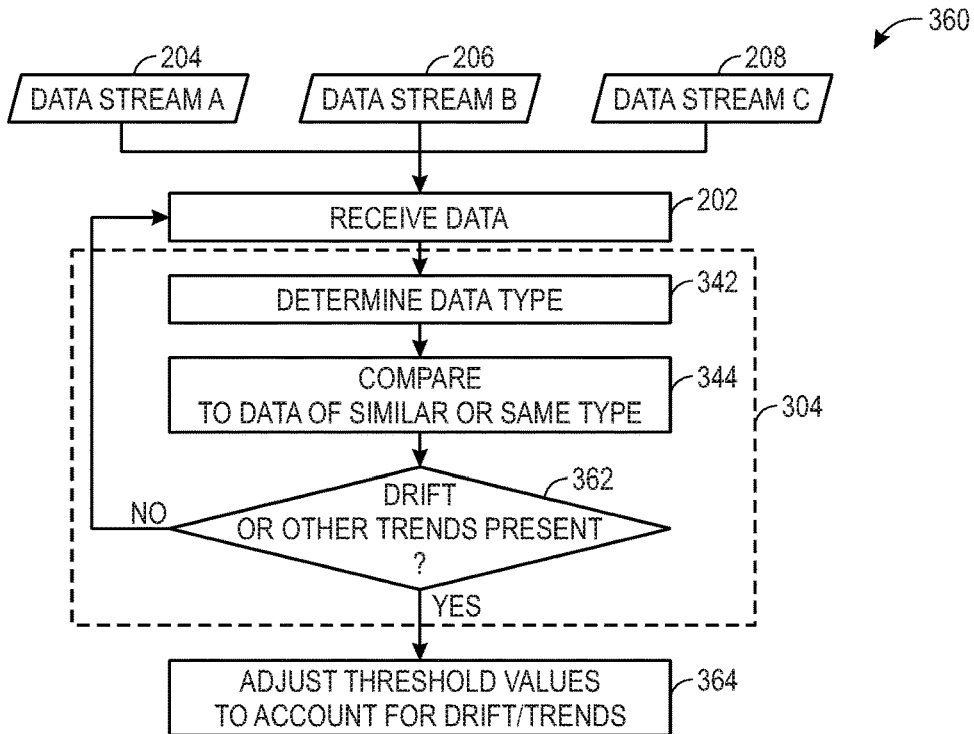 360
204
206
208
DATA STREAM A
DATA STREAM B
DATA STREAM C
RECEIVE DATA
202
DETERMINE DATA TYPE
342
COMPARE
TO DATA OF SIMILAR OR SAME TYPE
344
304
DRIFT
OR OTHER TRENDS PRESENT
?
362
NO
YES
ADJUST THRESHOLD VALUES
TO ACCOUNT FOR DRIFT/TRENDS
364